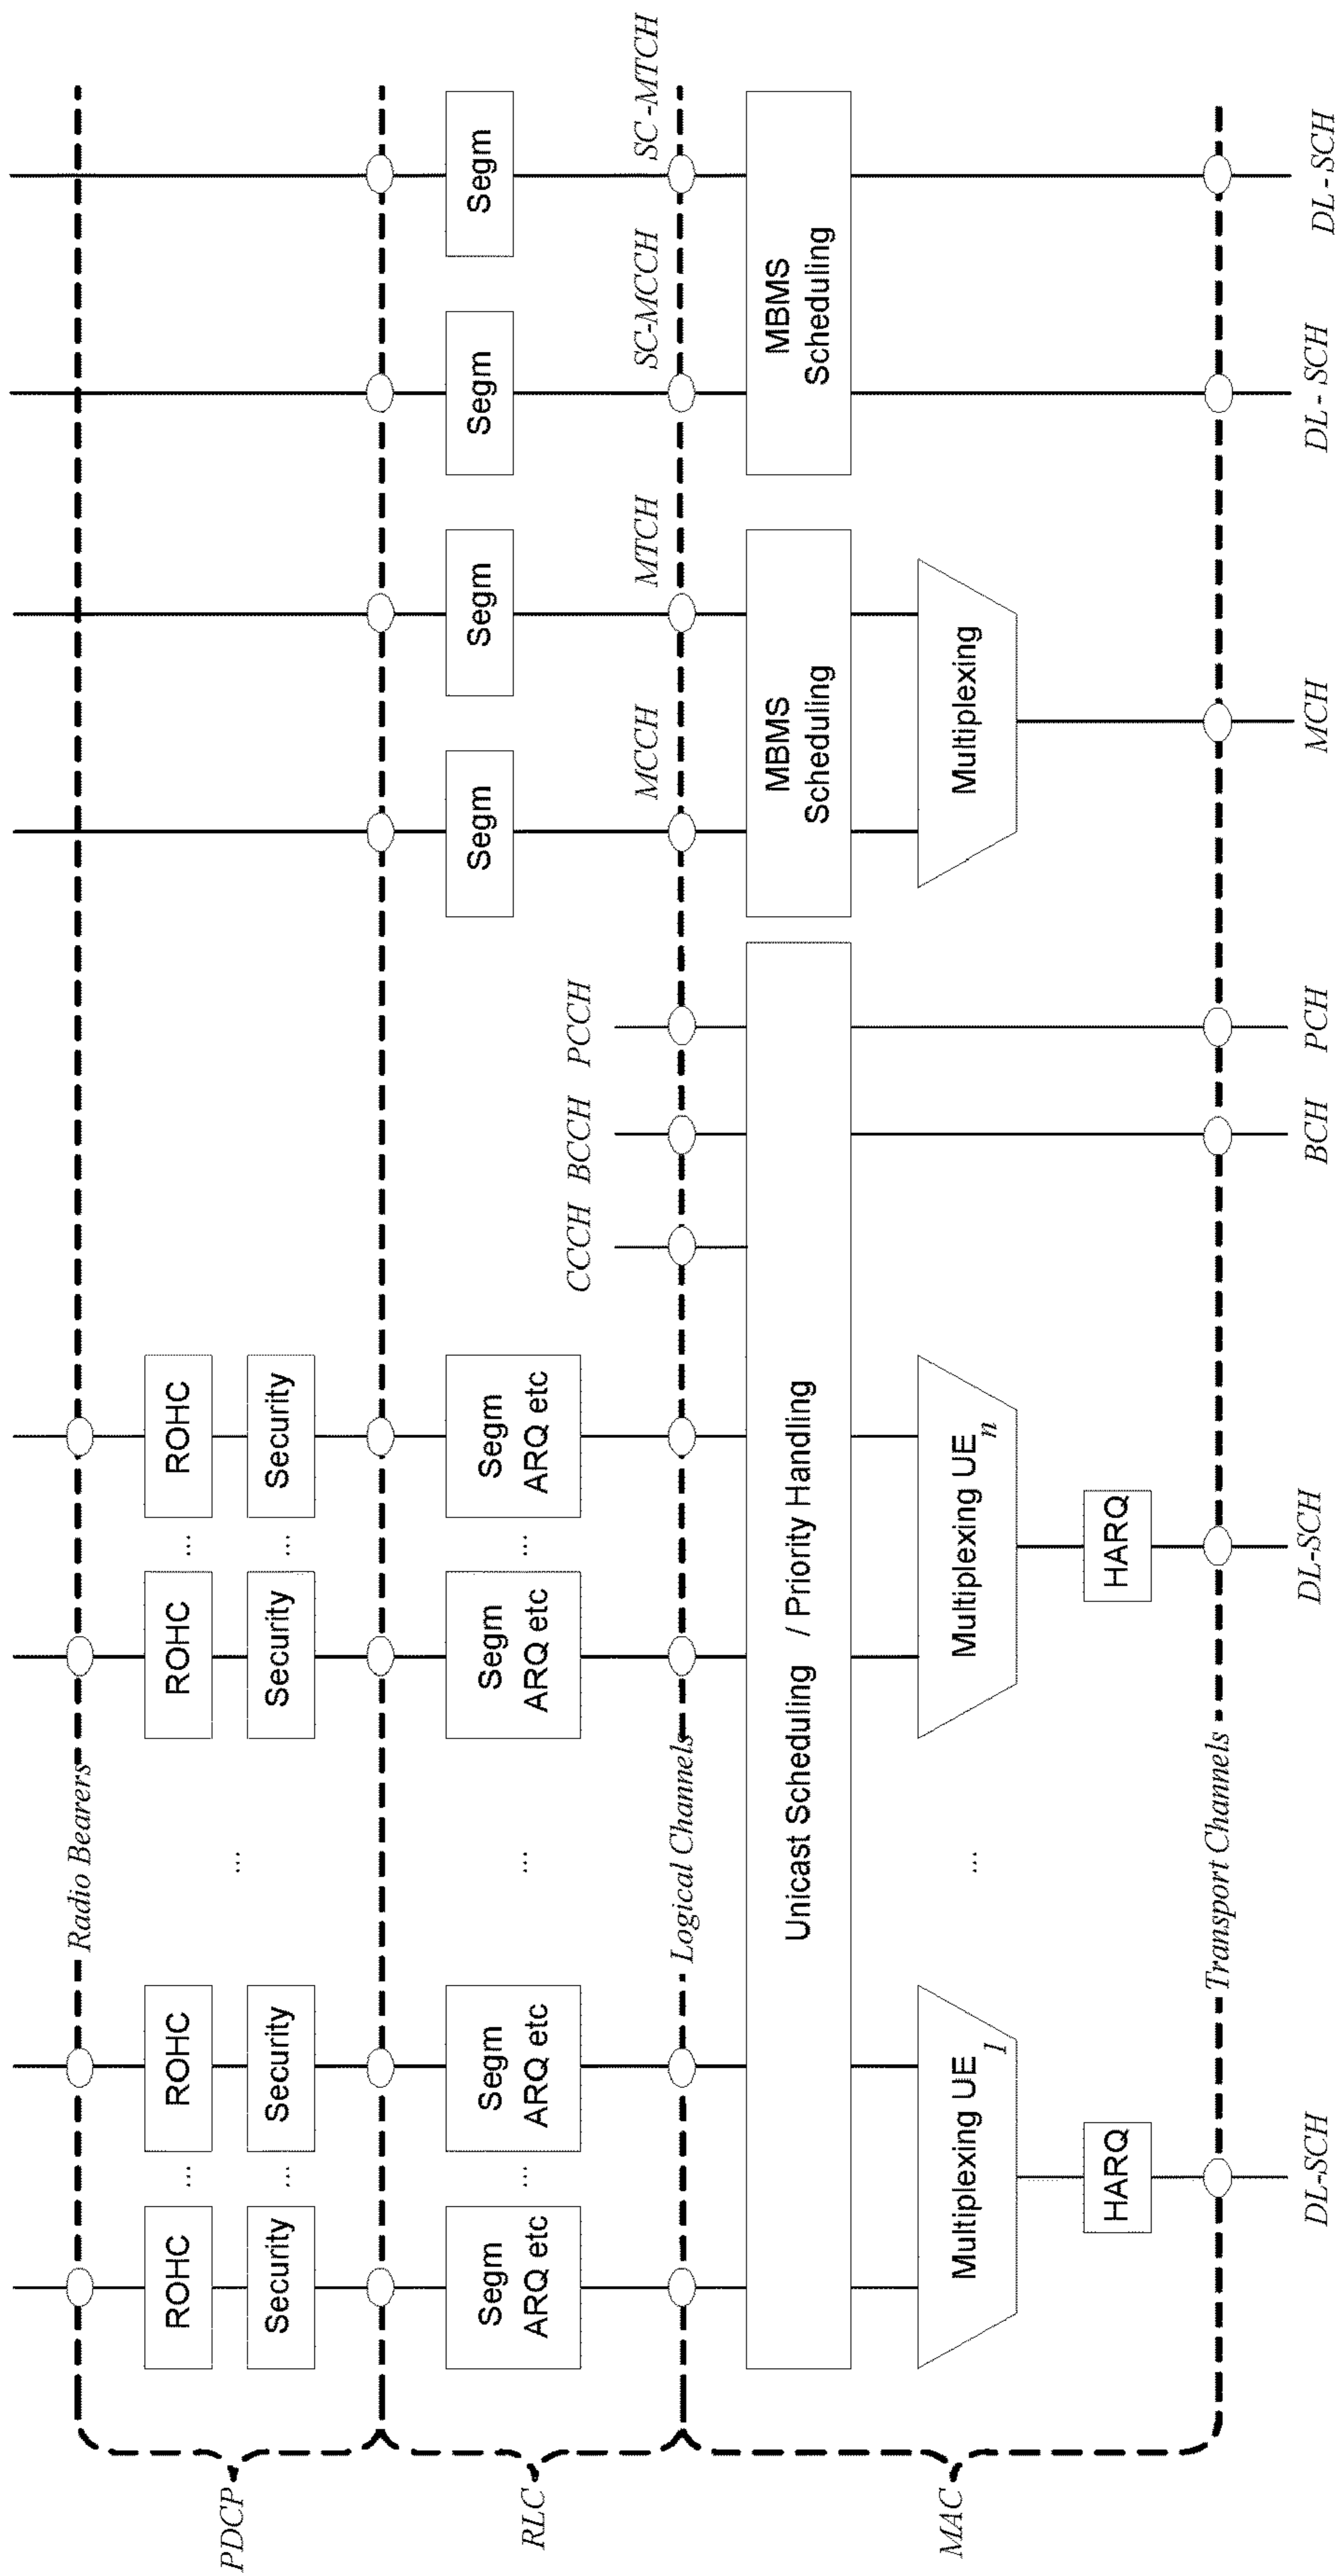 Radio Bearers
PDCP
ROHC
...
ROHC
ROHC
...
ROHC
...
Security
...
Security
Security
...
Security
RLC
Segm
ARQ etc
...
Segm
ARQ etc
...
Segm
ARQ etc
...
Segm
ARQ etc
Segm
Segm
Segm
Segm
Logical Channels
CCCH
BCCH
PCCH
MCCH
MTCH
SC-MCCH
SC-MTCH
MAC
Unicast Scheduling / Priority Handling
MBMS
Scheduling
MBMS
Scheduling
Multiplexing UE 1
...
Multiplexing UE n
Multiplexing
HARQ
HARQ
Transport Channels
DL-SCH
DL-SCH
BCH
PCH
MCH
DL-SCH
DL-SCH